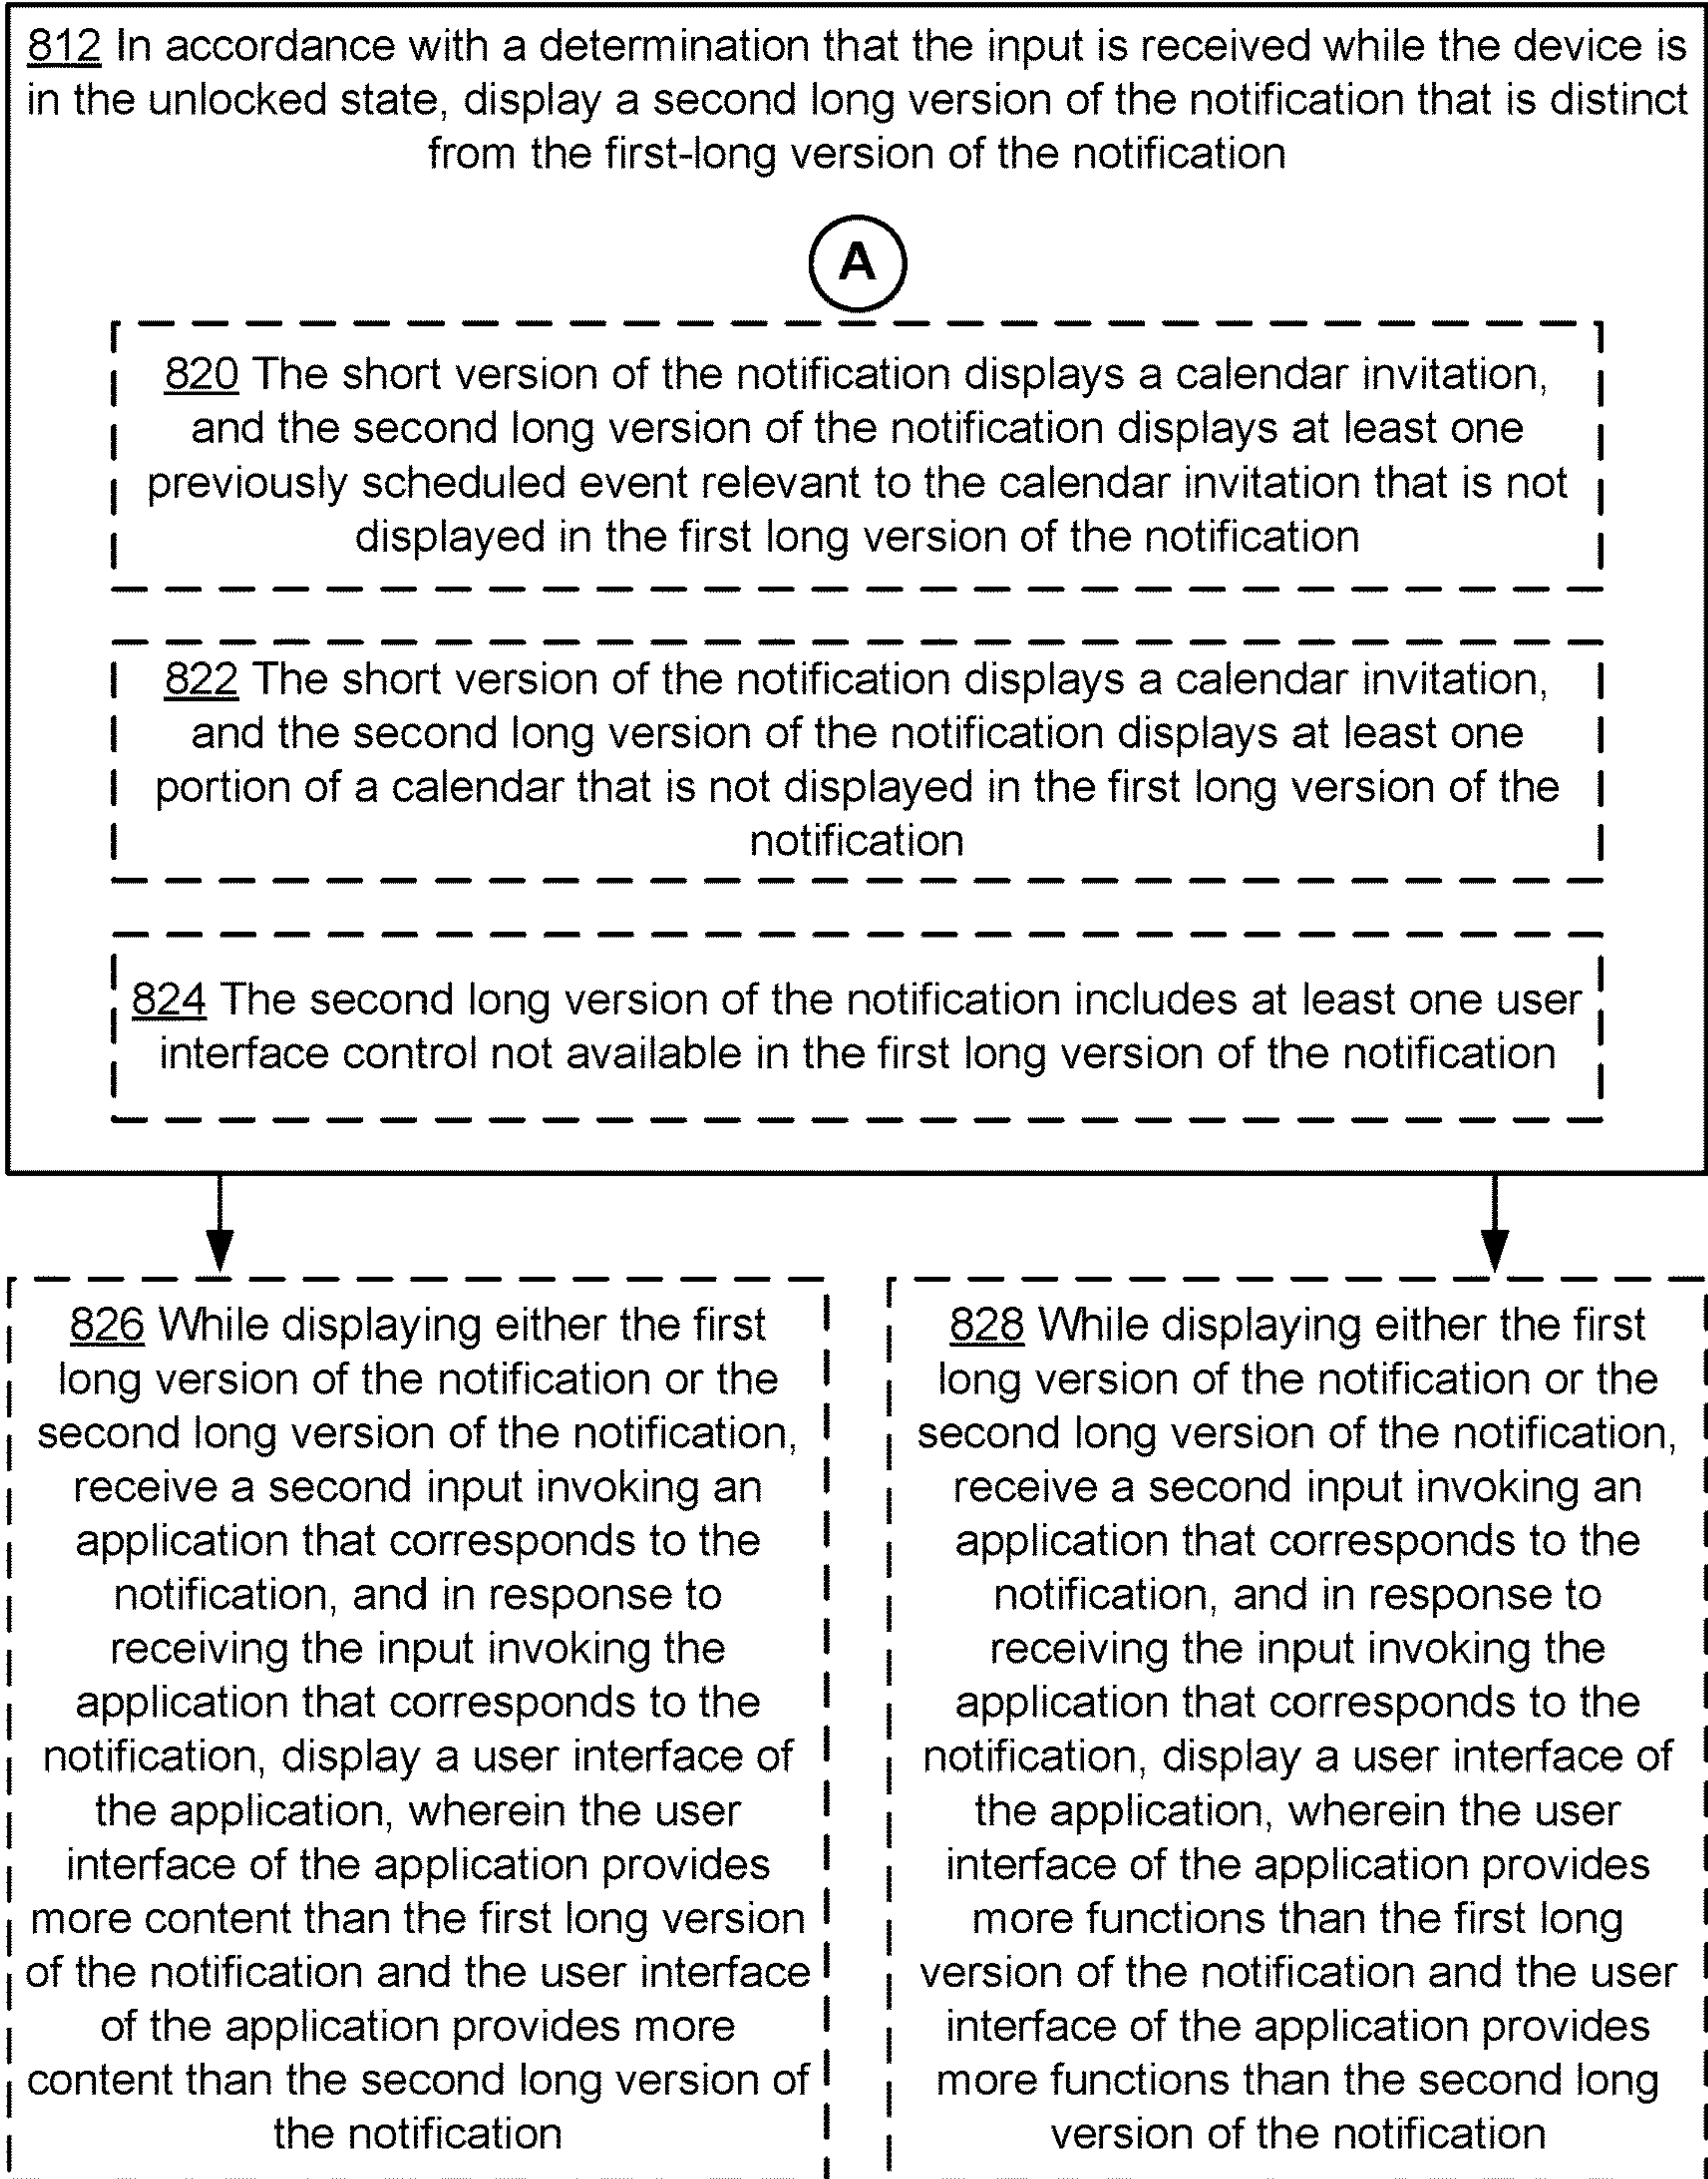 812 In accordance with a determination that the input is received while the device is
in the unlocked state, display a second long version of the notification that is distinct
from the first-long version of the notification
A
820 The short version of the notification displays a calendar invitation,
and the second long version of the notification displays at least one
previously scheduled event relevant to the calendar invitation that is not
displayed in the first long version of the notification
822 The short version of the notification displays a calendar invitation,
and the second long version of the notification displays at least one
portion of a calendar that is not displayed in the first long version of the
notification
824 The second long version of the notification includes at least one user
interface control not available in the first long version of the notification
826 While displaying either the first
long version of the notification or the
second long version of the notification,
receive a second input invoking an
application that corresponds to the
notification, and in response to
receiving the input invoking the
application that corresponds to the
notification, display a user interface of
the application, wherein the user
interface of the application provides
more content than the first long version
of the notification and the user interface
of the application provides more
content than the second long version of
the notification
828 While displaying either the first
long version of the notification or the
second long version of the notification,
receive a second input invoking an
application that corresponds to the
notification, and in response to
receiving the input invoking the
application that corresponds to the
notification, display a user interface of
the application, wherein the user
interface of the application provides
more functions than the first long
version of the notification and the user
interface of the application provides
more functions than the second long
version of the notification